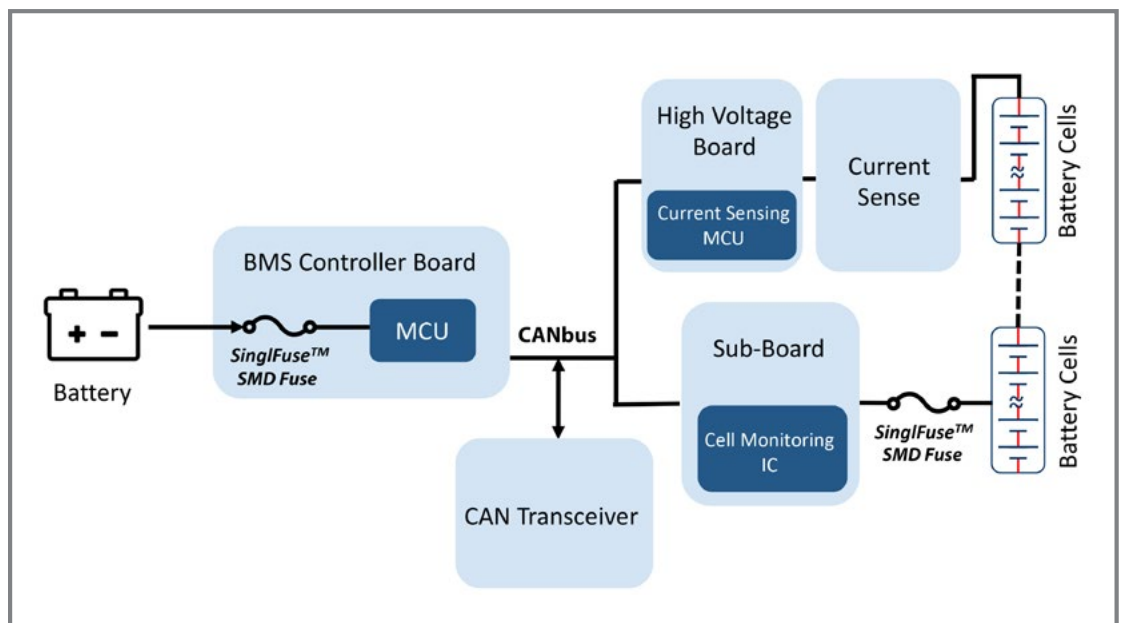 High Voltage
Board
Current Sensing
MCU
Current
Sense
Battery Cells
BMS Controller Board
MCU
SinglFuse™
SMD Fuse
Battery
CANbus
Sub-Board
Cell Monitoring
IC
SinglFuse™
SMD Fuse
Battery Cells
CAN Transceiver